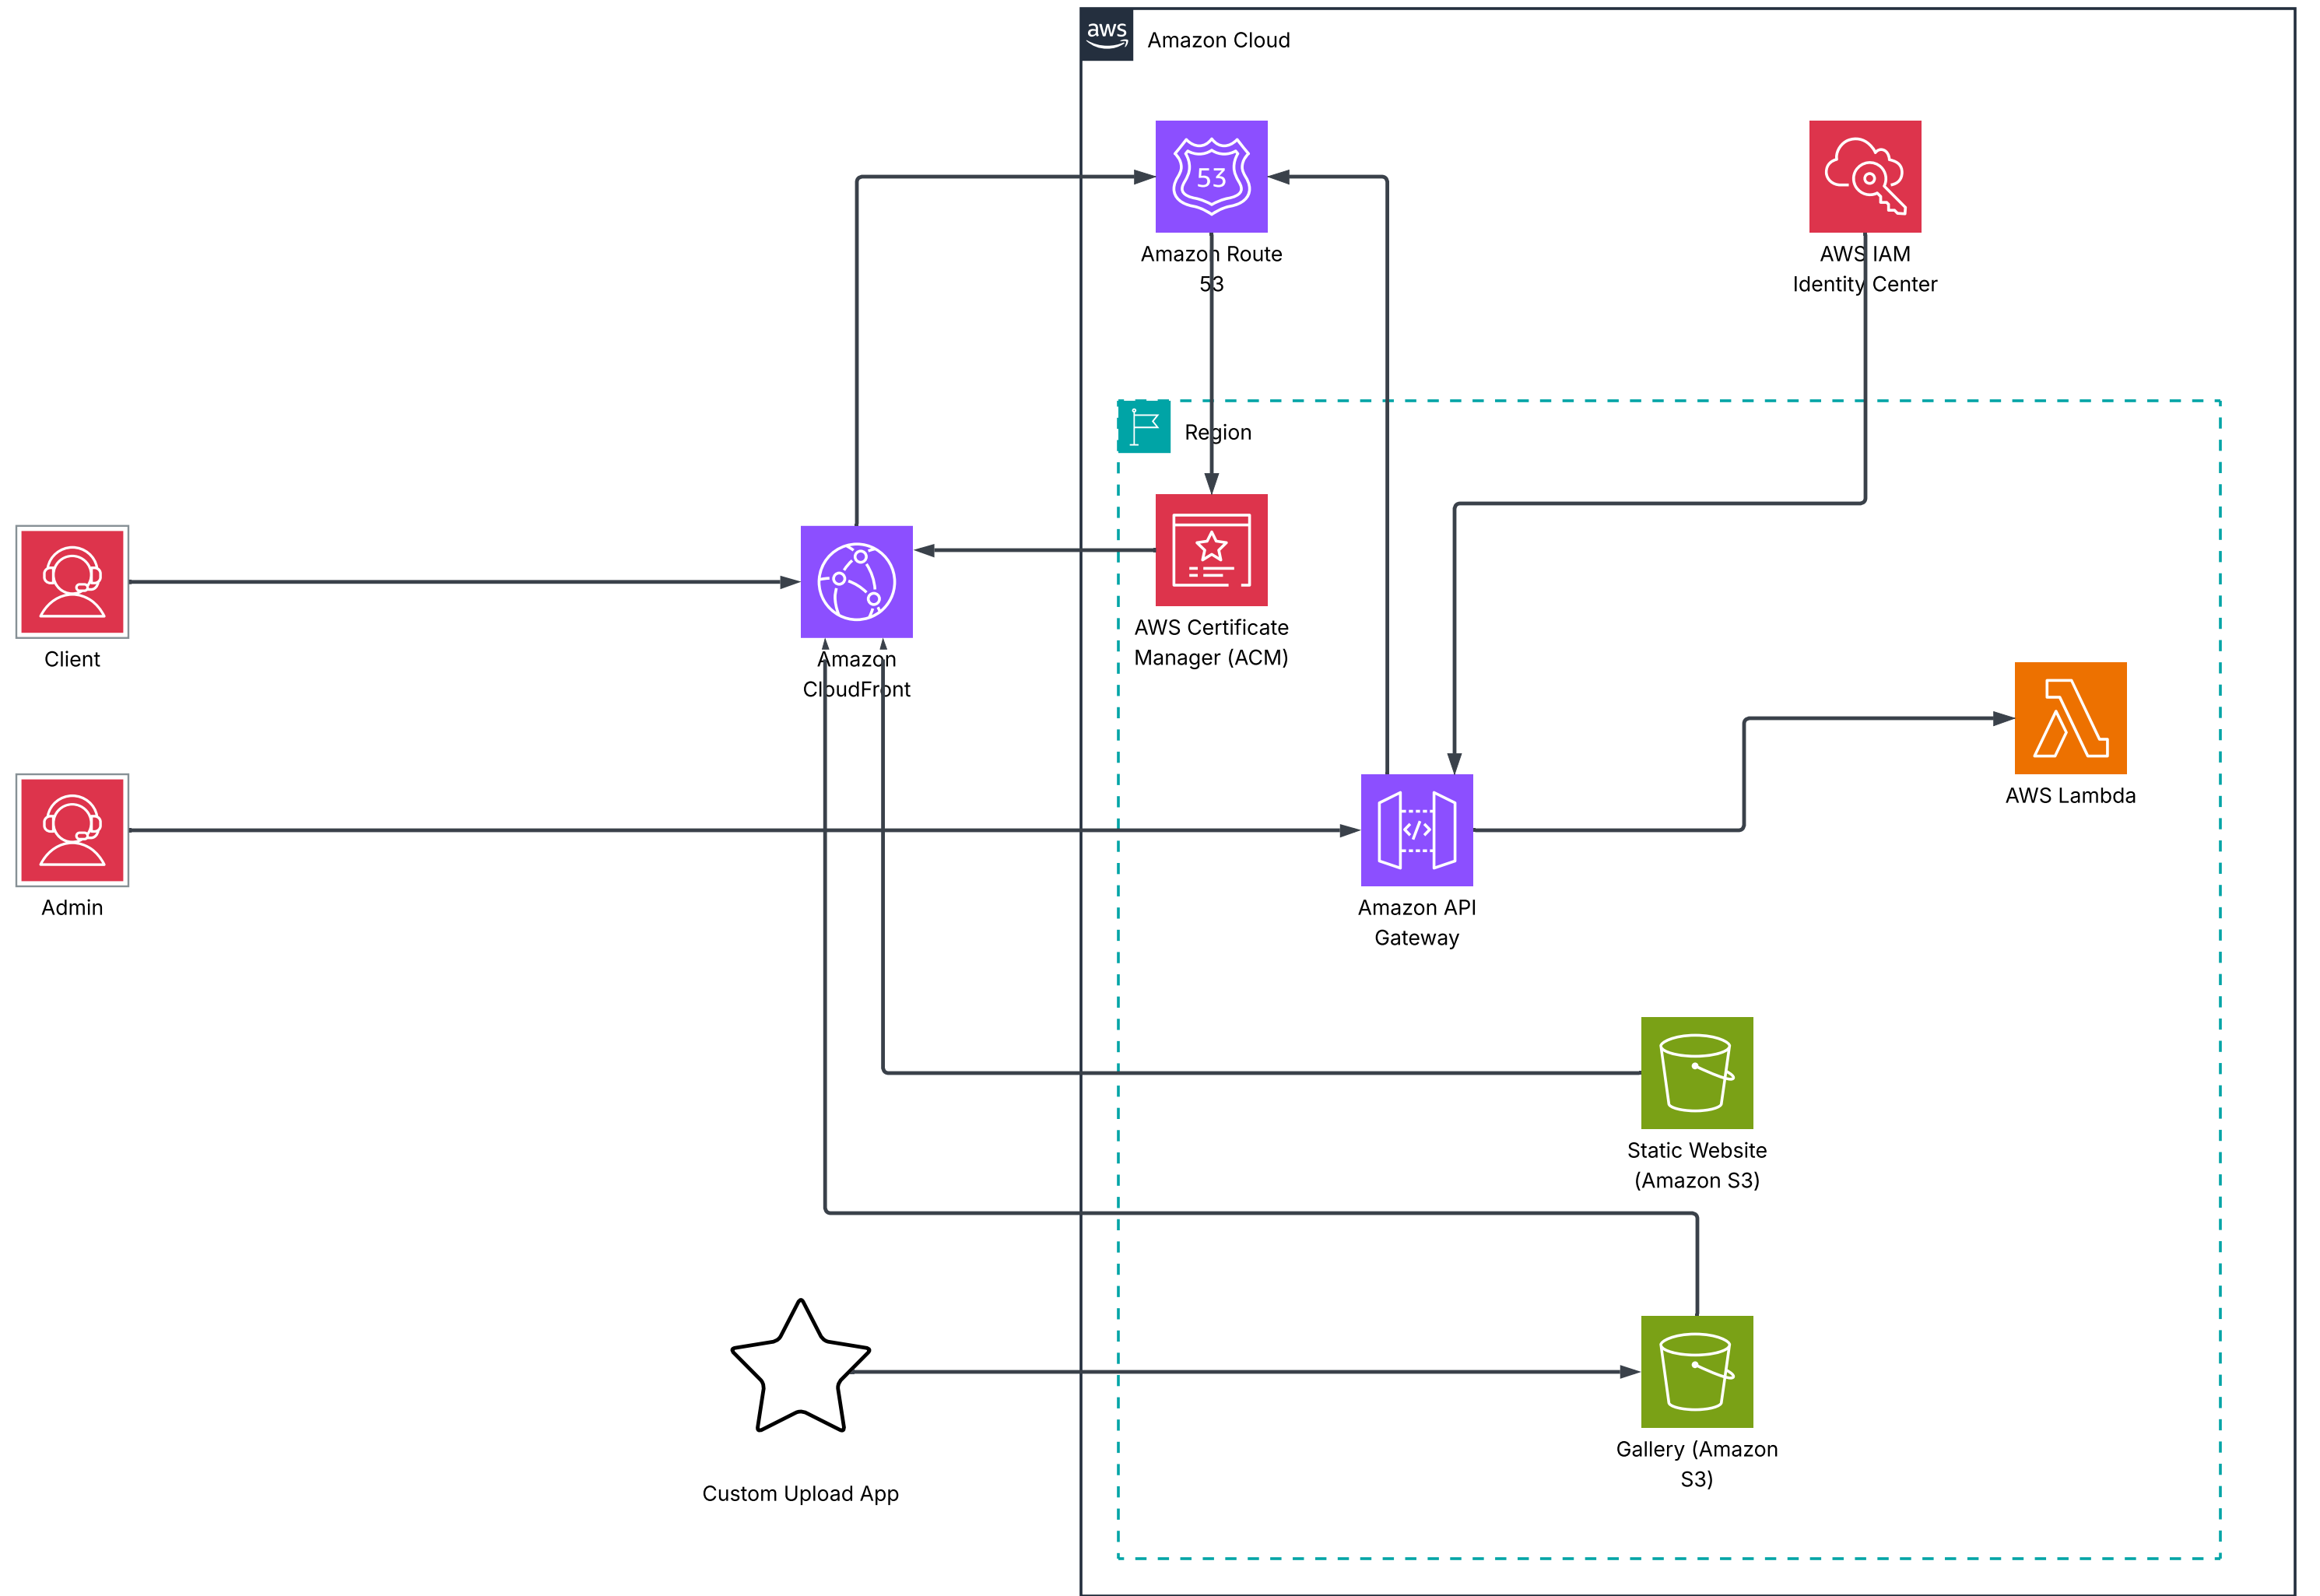 aws
Amazon Cloud
53
Amazon Route
53
AWS IAM
Identity Center
Region
Client
Amazon
CloudFront
AWS Certificate
Manager (ACM)
AWS Lambda
Admin
</>
Amazon API
Gateway
Static Website
(Amazon S3)
Gallery (Amazon
S3)
Custom Upload App